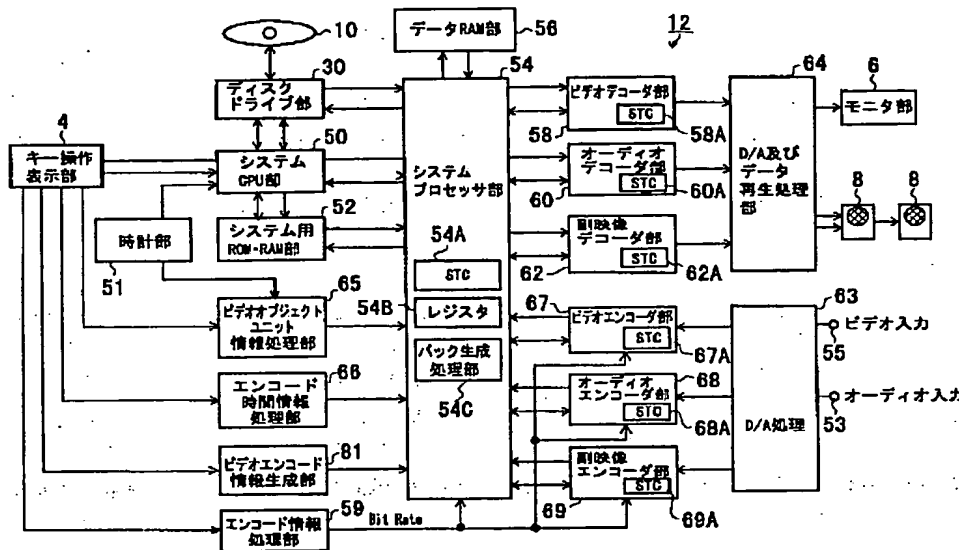 10
データRAM部
56
12
30
54
64
ディスク
ドライブ部
ビデオデコーダ部
STC
58
58A
6
モニタ部
4
キー操作
表示部
50
システム
CPU部
システム
プロセッサ部
オーディオ
デコーダ部
STC
60
60A
D/A及び
データ
再生処理
部
8
8
52
システム用
ROM・RAM部
時計部
51
副映像
デコーダ部
STC
62
62A
54A
STC
54B
レジスタ
パック生成
処理部
54C
65
ビデオオブジェクト
ユニット
情報処理部
67
ビデオエンコーダ部
STC
67A
63
ビデオ入力
55
66
エンコード
時間情報
処理部
オーディオ
エンコーダ部
68
STC
68A
オーディオ入力
53
D/A処理
81
ビデオエンコード
情報生成部
副映像
エンコーダ部
STC
69
69A
59
エンコード情報
処理部
Bit Rate